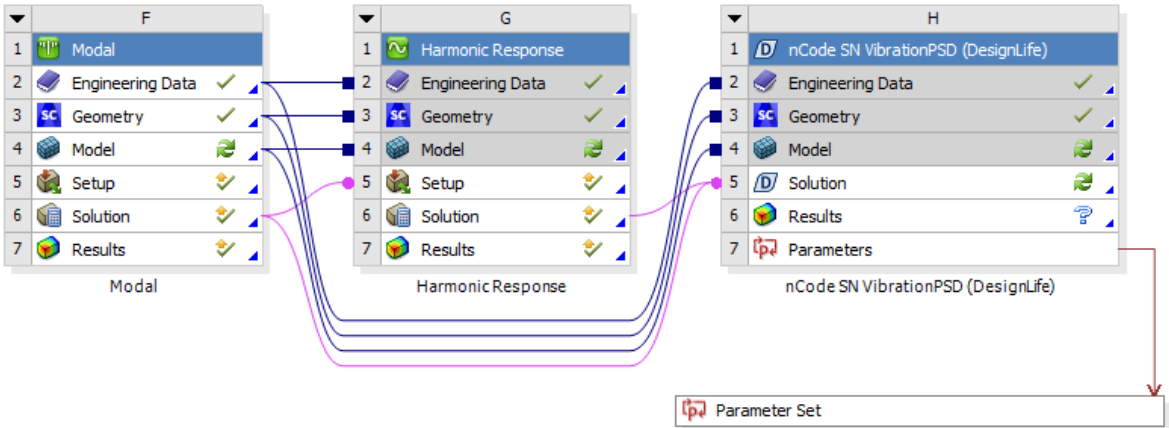 F
1 Modal
2 Engineering Data
3 SC Geometry
4 Model
5 Setup
6 Solution
7 Results
Modal
G
1 Harmonic Response
2 Engineering Data
3 SC Geometry
4 Model
5 Setup
6 Solution
7 Results
Harmonic Response
H
1 D nCode SN VibrationPSD (DesignLife)
2 Engineering Data
3 SC Geometry
4 Model
5 D Solution
6 Results ?
7 p Parameters
nCode SN VibrationPSD (DesignLife)
p Parameter Set